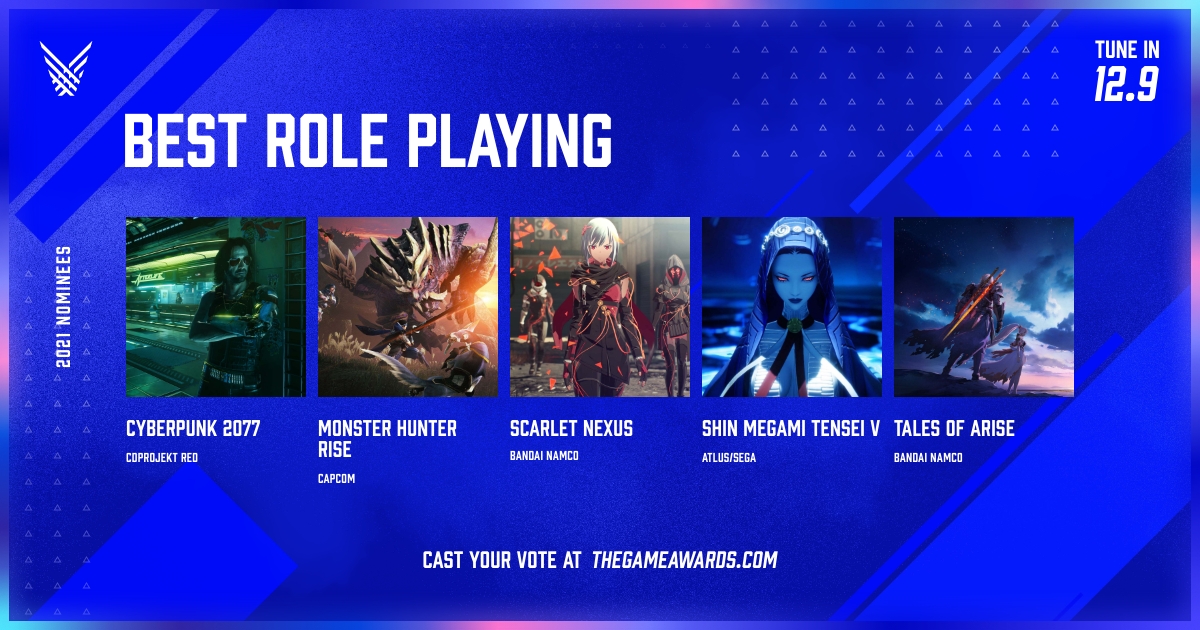 TUNE IN
12.9
BEST ROLE PLAYING
2021 NOMINEES
AFTERLIFE
CYBERPUNK 2077
CDPROJEKT RED
MONSTER HUNTER
RISE
CAPCOM
SCARLET NEXUS
BANDAI NAMCO
SHIN MEGAMI TENSEI V
ATLUS/SEGA
TALES OF ARISE
BANDAI NAMCO
CAST YOUR VOTE AT THEGAMEAWARDS.COM